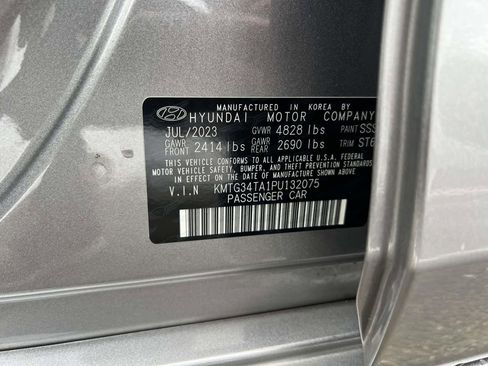 MANUFACTURED IN KOREA BY
HYUNDAI MOTOR COMPANY
JUL/2023 GVWR 4828 lbs PAINT SSS
GAWR FRONT 2414 lbs GAWR REAR 2690 lbs TRIM ST
THIS VEHICLE CONFORMS TO ALL APPLICABLE U.S.A. FEDERAL
MOTOR VEHICLE SAFETY, BUMPER, AND THEFT PREVENTION
STANDARDS IN EFFECT ON THE DATE OF MANUFACTURE SHOWN ABOVE.
V.I.N KMTG34TA1PU132075
PASSENGER CAR